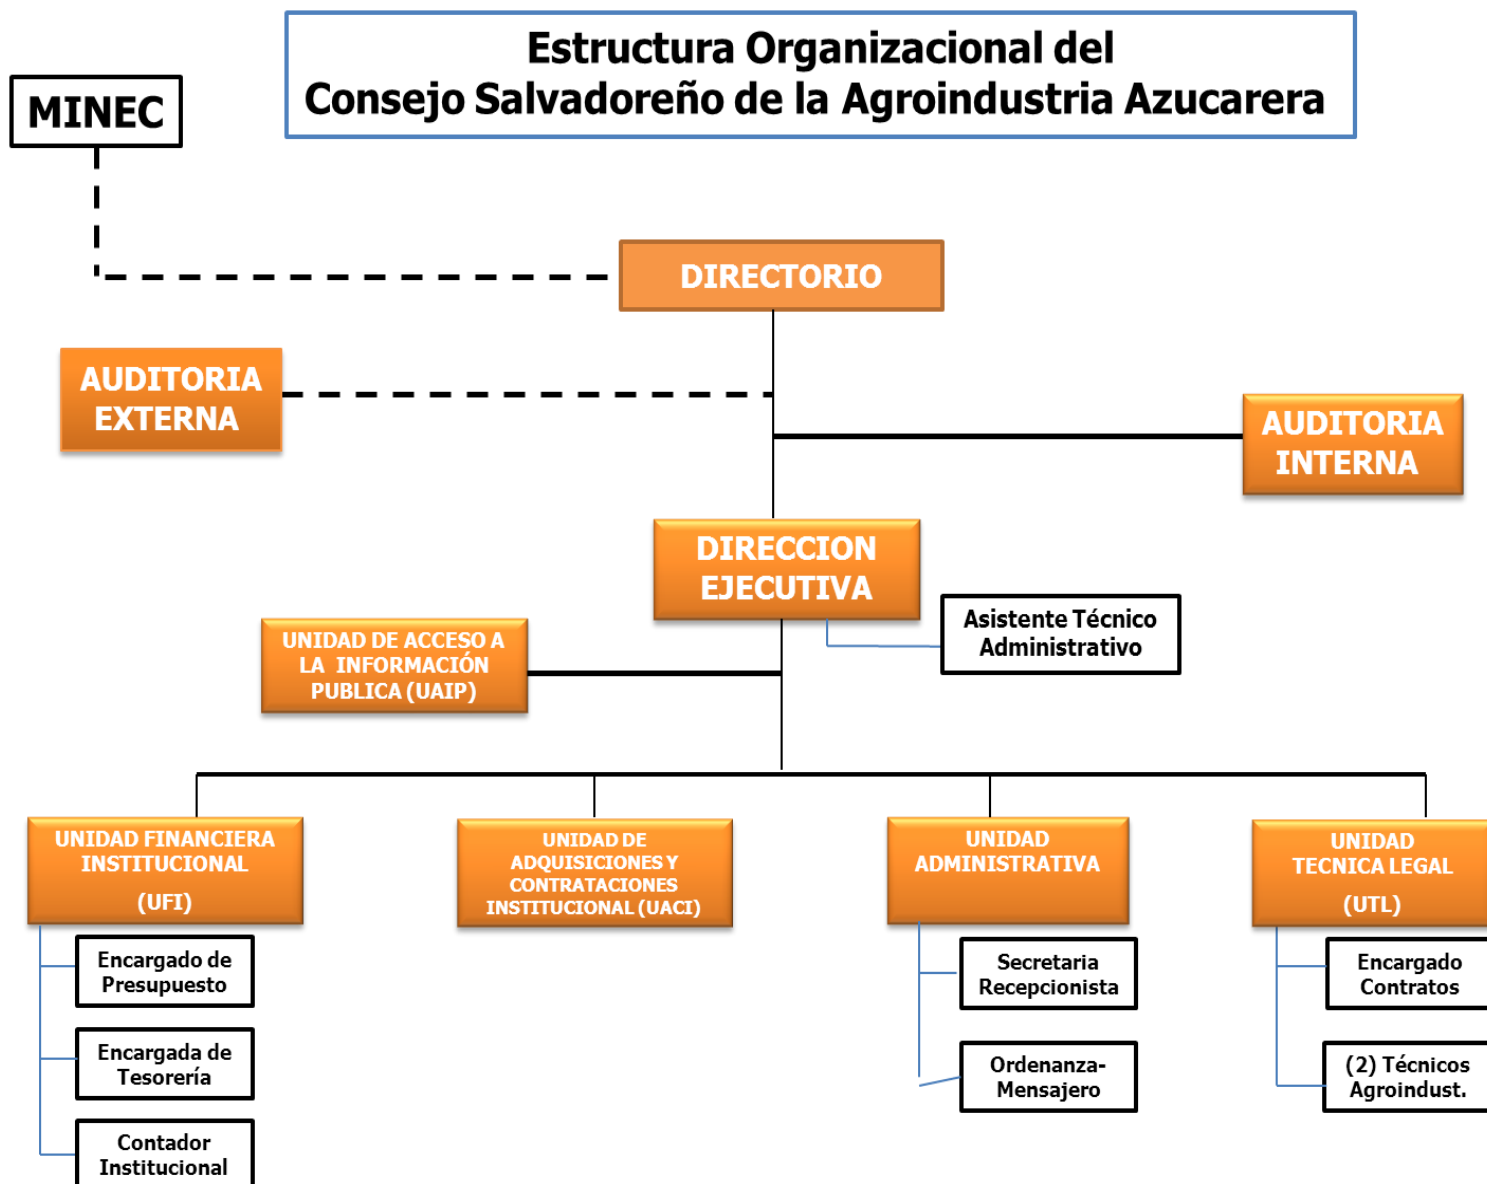 Estructura Organizacional del
Consejo Salvadoreño de la Agroindustria Azucarera
MINEC
DIRECTORIO
AUDITORIA
EXTERNA
AUDITORIA
INTERNA
DIRECCION
EJECUTIVA
Asistente Técnico
Administrativo
UNIDAD DE ACCESO A
LA INFORMACIÓN
PUBLICA (UAIP)
UNIDAD FINANCIERA
INSTITUCIONAL
(UFI)
UNIDAD DE
ADQUISICIONES Y
CONTRATACIONES
INSTITUCIONAL (UACI)
UNIDAD
ADMINISTRATIVA
UNIDAD
TECNICA LEGAL
(UTL)
Encargado de
Presupuesto
Encargada de
Tesorería
Contador
Institucional
Secretaria
Recepcionista
Ordenanza-
Mensajero
Encargado
Contratos
(2) Técnicos
Agroindust.